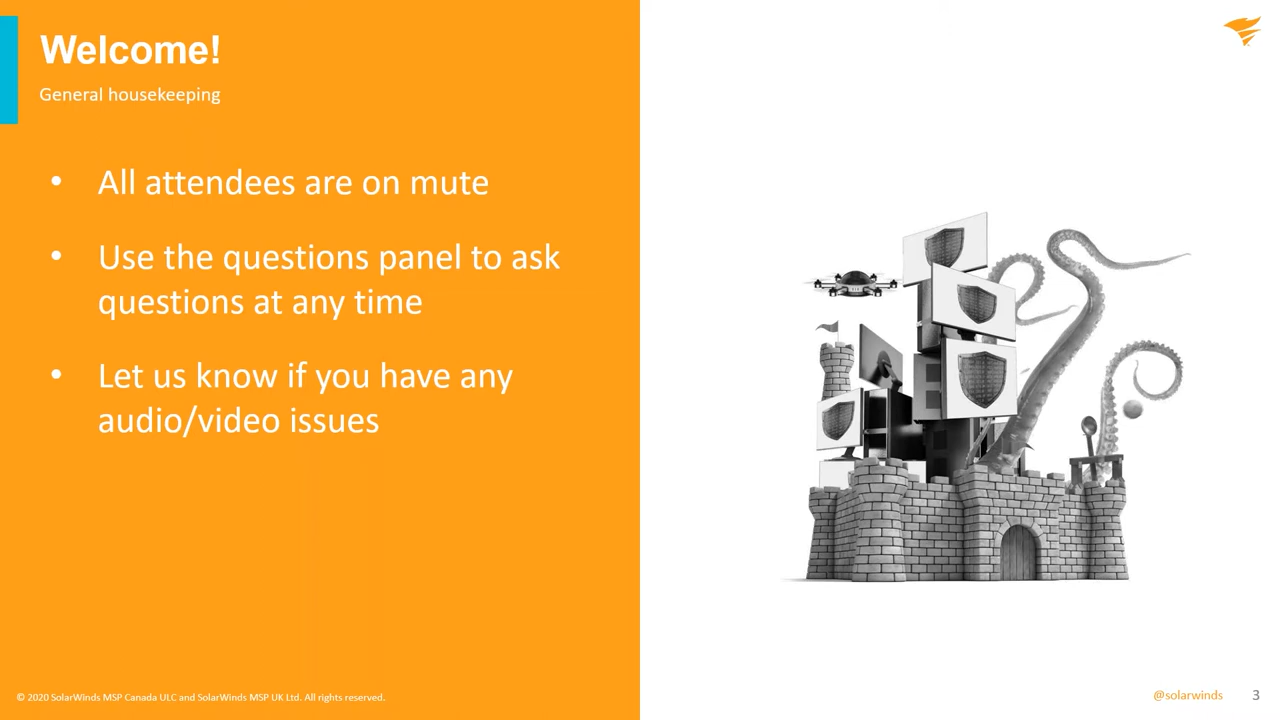 Welcome!
General housekeeping
• All attendees are on mute
• Use the questions panel to ask
questions at any time
• Let us know if you have any
audio/video issues
© 2020 SolarWinds MSP Canada ULC and SolarWinds MSP UK Ltd. All rights reserved.
@solarwinds 3